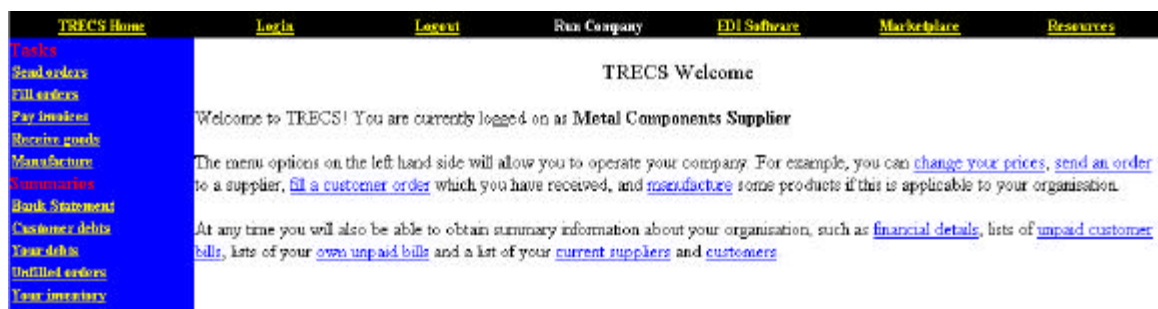 TRECS Home Login Logout Run Company EDI Software Marketplace Resources
Tasks
Send orders
Fill orders
Pay invoices
Receive goods
Manufacture
Summaries
Bank Statement
Customer debts
Your debts
Unfilled orders
Your inventory
TRECS Welcome
Welcome to TRECS! You are currently logged on as Metal Components Supplier
The menu options on the left hand side will allow you to operate your company. For example, you can change your prices, send an order
to a supplier, fill a customer order which you have received, and manufacture some products if this is applicable to your organisation.
At any time you will also be able to obtain summary information about your organisation, such as financial details, lists of unpaid customer
bills, lists of your own unpaid bills and a list of your current suppliers and customers